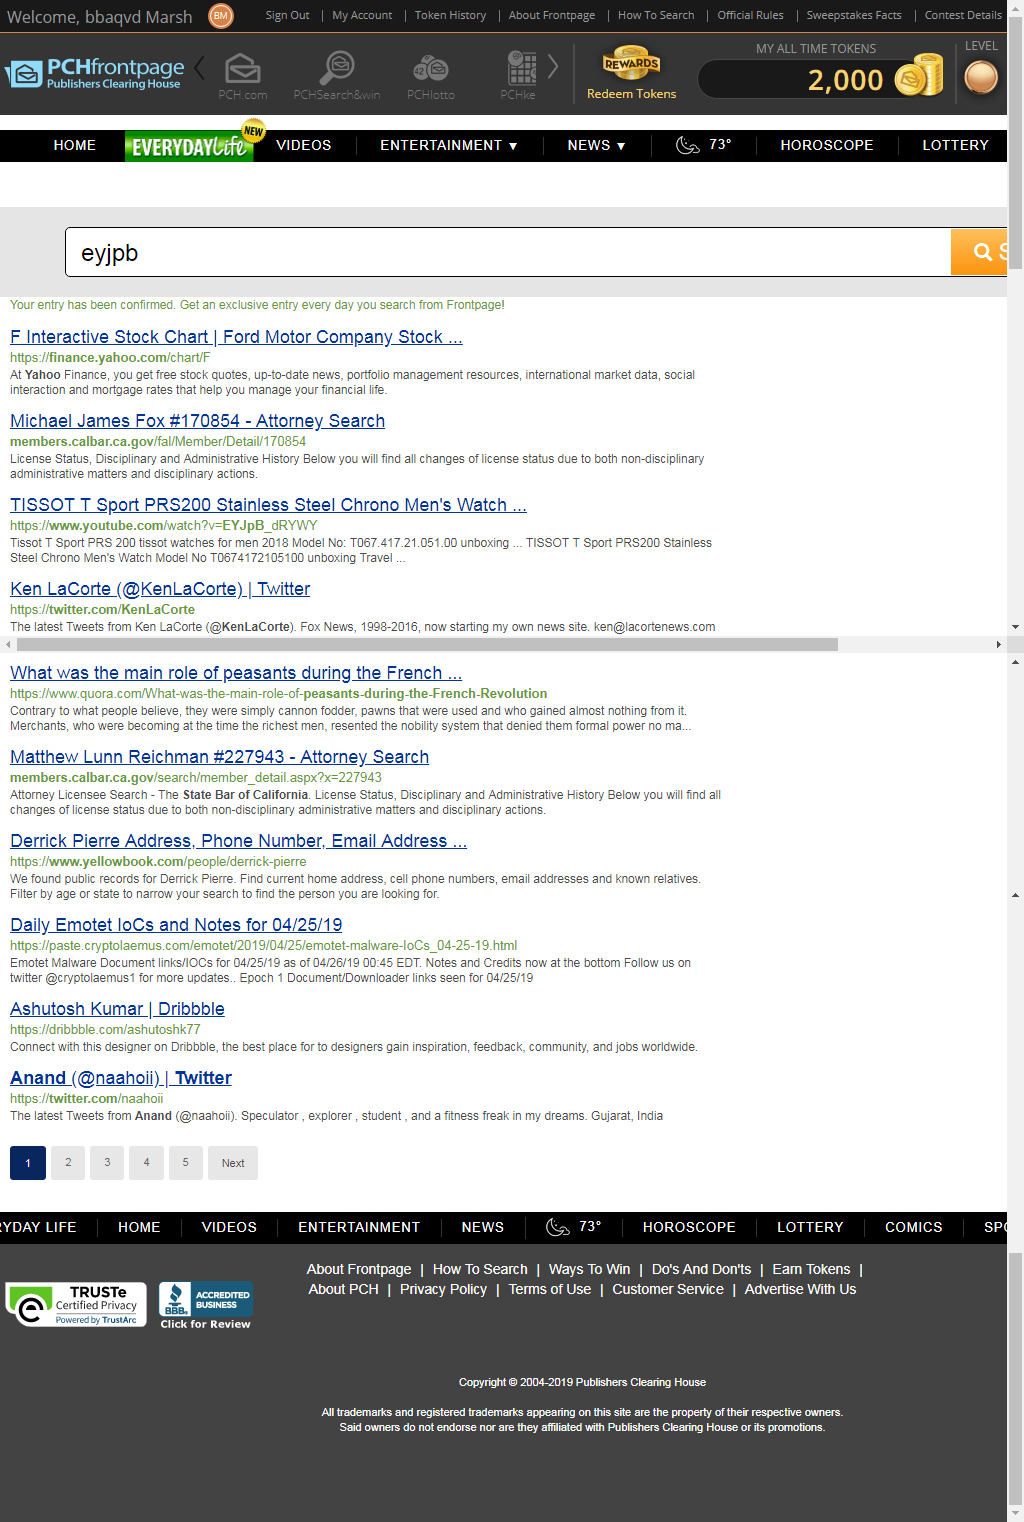 Welcome, bbaqvd Marsh BM Sign Out | My Account | Token History | About Frontpage | How To Search | Official Rules | Sweepstakes Facts | Contest Details
PCHfrontpage
Publishers Clearing House
PCH.com PCHSearch&win PCHlotto PCHke
42
REWARDS
Redeem Tokens
MY ALL TIME TOKENS
2,000
LEVEL
HOME EVERYDAY Life NEW VIDEOS ENTERTAINMENT ▼ NEWS ▼ 73° HOROSCOPE LOTTERY
eyjpb S
Your entry has been confirmed. Get an exclusive entry every day you search from Frontpage!
F Interactive Stock Chart | Ford Motor Company Stock ...
https://finance.yahoo.com/chart/F
At Yahoo Finance, you get free stock quotes, up-to-date news, portfolio management resources, international market data, social
interaction and mortgage rates that help you manage your financial life.
Michael James Fox #170854 - Attorney Search
members.calbar.ca.gov/fal/Member/Detail/170854
License Status, Disciplinary and Administrative History Below you will find all changes of license status due to both non-disciplinary
administrative matters and disciplinary actions.
TISSOT T Sport PRS200 Stainless Steel Chrono Men's Watch ...
https://www.youtube.com/watch?v=EYJpB_dRYWY
Tissot T Sport PRS 200 tissot watches for men 2018 Model No: T067.417.21.051.00 unboxing ... TISSOT T Sport PRS200 Stainless
Steel Chrono Men's Watch Model No T0674172105100 unboxing Travel ...
Ken LaCorte (@KenLaCorte) | Twitter
https://twitter.com/KenLaCorte
The latest Tweets from Ken LaCorte (@KenLaCorte). Fox News, 1998-2016, now starting my own news site. ken@lacortenews.com
What was the main role of peasants during the French ...
https://www.quora.com/What-was-the-main-role-of-peasants-during-the-French-Revolution
Contrary to what people believe, they were simply cannon fodder, pawns that were used and who gained almost nothing from it.
Merchants, who were becoming at the time the richest men, resented the nobility system that denied them formal power no ma...
Matthew Lunn Reichman #227943 - Attorney Search
members.calbar.ca.gov/search/member_detail.aspx?x=227943
Attorney Licensee Search - The State Bar of California. License Status, Disciplinary and Administrative History Below you will find all
changes of license status due to both non-disciplinary administrative matters and disciplinary actions.
Derrick Pierre Address, Phone Number, Email Address ...
https://www.yellowbook.com/people/derrick-pierre
We found public records for Derrick Pierre. Find current home address, cell phone numbers, email addresses and known relatives.
Filter by age or state to narrow your search to find the person you are looking for.
Daily Emotet IoCs and Notes for 04/25/19
https://paste.cryptolaemus.com/emotet/2019/04/25/emotet-malware-IoCs_04-25-19.html
Emotet Malware Document links/IOCs for 04/25/19 as of 04/26/19 00:45 EDT. Notes and Credits now at the bottom Follow us on
twitter @cryptolaemus1 for more updates.. Epoch 1 Document/Downloader links seen for 04/25/19
Ashutosh Kumar | Dribbble
https://dribbble.com/ashutoshk77
Connect with this designer on Dribbble, the best place for to designers gain inspiration, feedback, community, and jobs worldwide.
Anand (@naahoii) | Twitter
https://twitter.com/naahoii
The latest Tweets from Anand (@naahoii). Speculator , explorer , student , and a fitness freak in my dreams. Gujarat, India
1 2 3 4 5 Next
RYDAY LIFE HOME VIDEOS ENTERTAINMENT NEWS 73° HOROSCOPE LOTTERY COMICS SPO
About Frontpage | How To Search | Ways To Win | Do's And Don'ts | Earn Tokens |
About PCH | Privacy Policy | Terms of Use | Customer Service | Advertise With Us
TRUSTe
Certified Privacy
Powered by TrustArc
BBB.
ACCREDITED
BUSINESS
Click for Review
Copyright © 2004-2019 Publishers Clearing House
All trademarks and registered trademarks appearing on this site are the property of their respective owners.
Said owners do not endorse nor are they affiliated with Publishers Clearing House or its promotions.